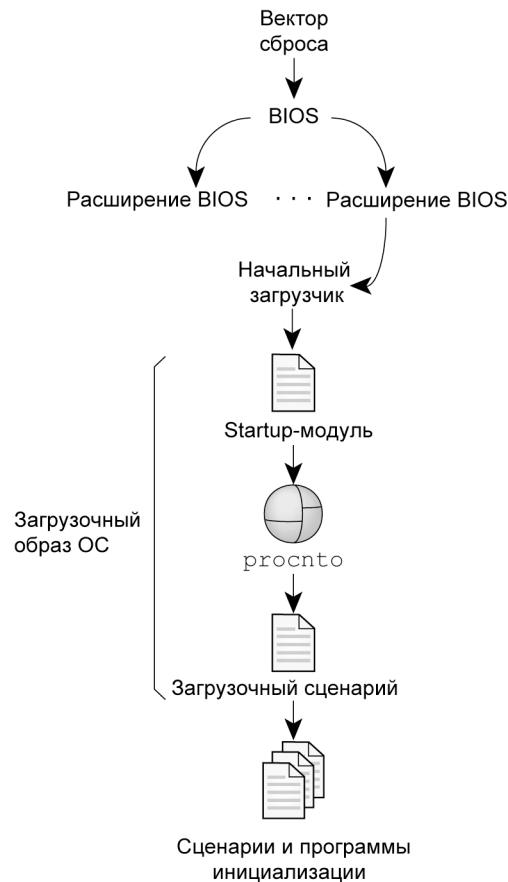 Вектор
сброса
BIOS
Расширение BIOS · · · Расширение BIOS
Начальный
загрузчик
Startup-модуль
Загрузочный
образ ОС
procnto
Загрузочный сценарий
Сценарии и программы
инициализации